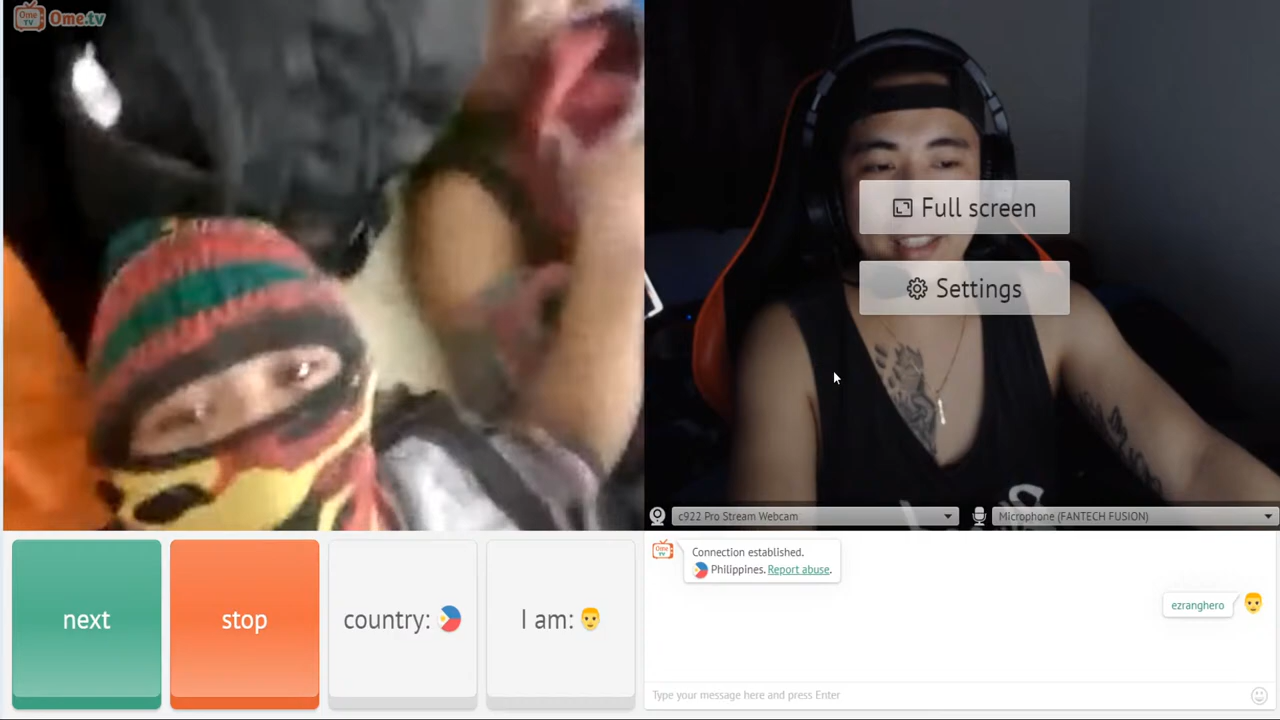 Ome.tv
Full screen
Settings
c922 Pro Stream Webcam
Microphone (FANTECH FUSION)
Connection established.
Philippines. Report abuse.
ezranghero
next
stop
country:
I am:
Type your message here and press Enter